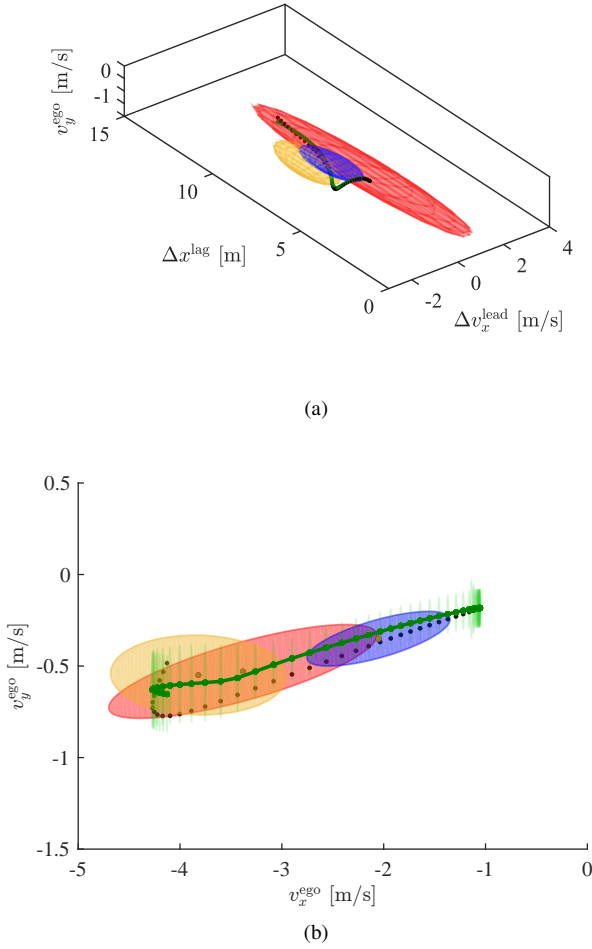 0
-1
v_y^ego [m/s]
15
10
5
0
Δx^lag [m]
-2
0
2
4
Δv_x^lead [m/s]
(a)
0.5
0
-0.5
-1
-1.5
v_y^ego [m/s]
-5 -4 -3 -2 -1 0
v_x^ego [m/s]
(b)